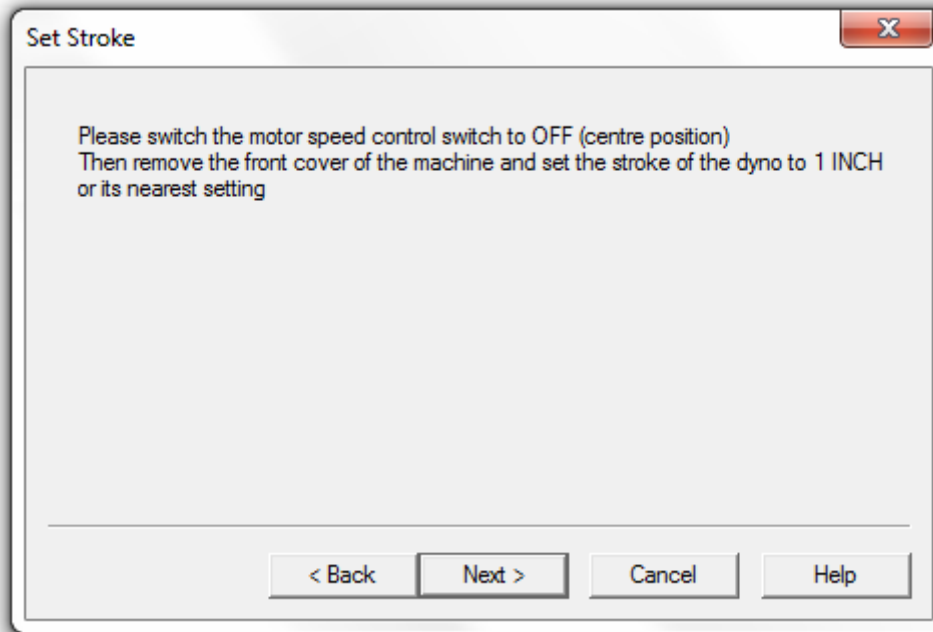 Set Stroke
Please switch the motor speed control switch to OFF (centre position)
Then remove the front cover of the machine and set the stroke of the dyno to 1 INCH
or its nearest setting
< Back
Next >
Cancel
Help